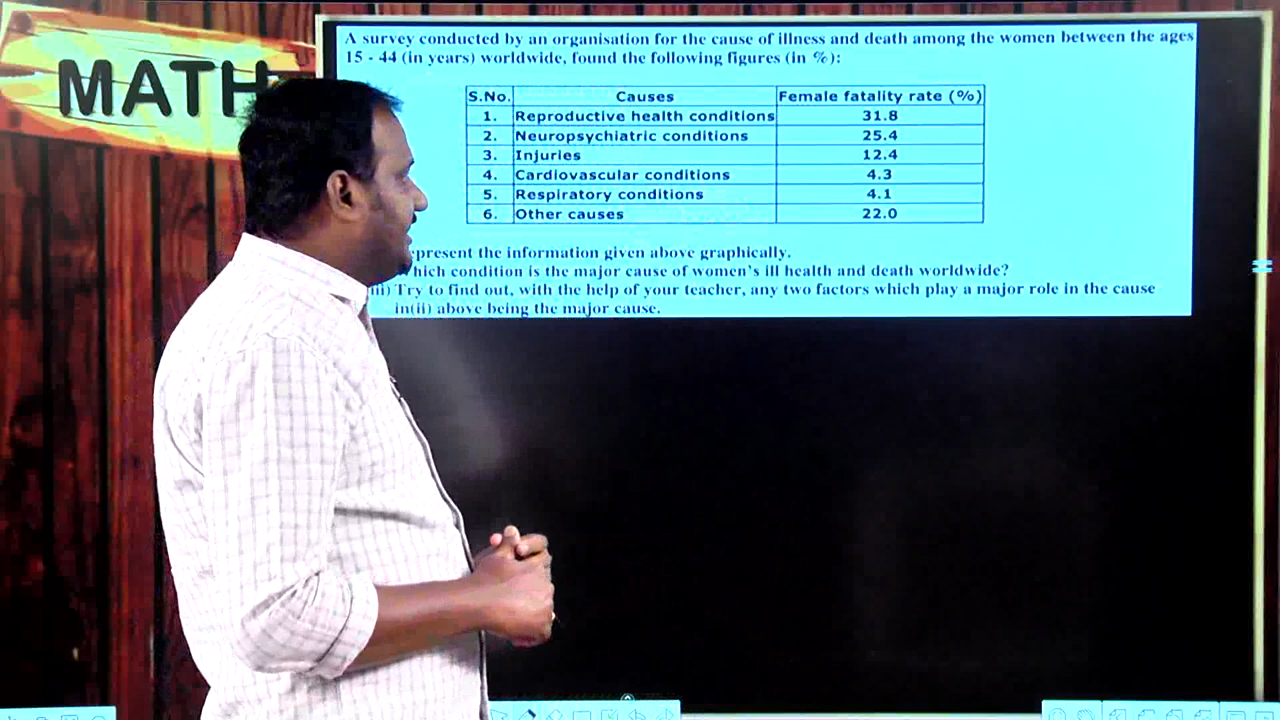 MATH
A survey conducted by an organisation for the cause of illness and death among the women between the ages
15 - 44 (in years) worldwide, found the following figures (in %):
S.No. Causes Female fatality rate (%)
1. Reproductive health conditions 31.8
2. Neuropsychiatric conditions 25.4
3. Injuries 12.4
4. Cardiovascular conditions 4.3
5. Respiratory conditions 4.1
6. Other causes 22.0
epresent the information given above graphically.
hich condition is the major cause of women's ill health and death worldwide?
iii) Try to find out, with the help of your teacher, any two factors which play a major role in the cause
in(ii) above being the major cause.